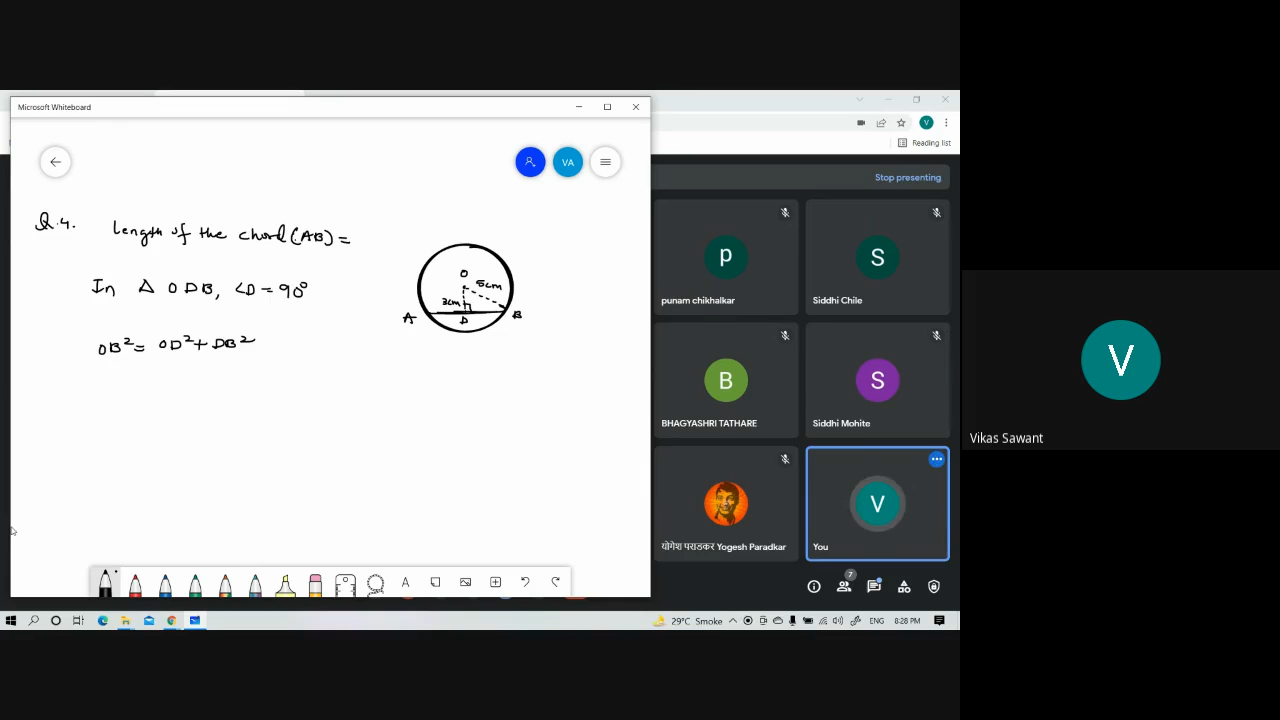 Microsoft Whiteboard
Reading list
V
VA
Stop presenting
Q.4. Length of the chord (AB) =
In △ ODB, ∠D = 90°
OB² = OD² + DB²
O
5cm
3cm
A
D
B
p
punam chikhalkar
S
Siddhi Chile
B
BHAGYASHRI TATHARE
S
Siddhi Mohite
योगेश पराडकर Yogesh Paradkar
V
You
V
Vikas Sawant
7
A
29°C Smoke
ENG
8:28 PM